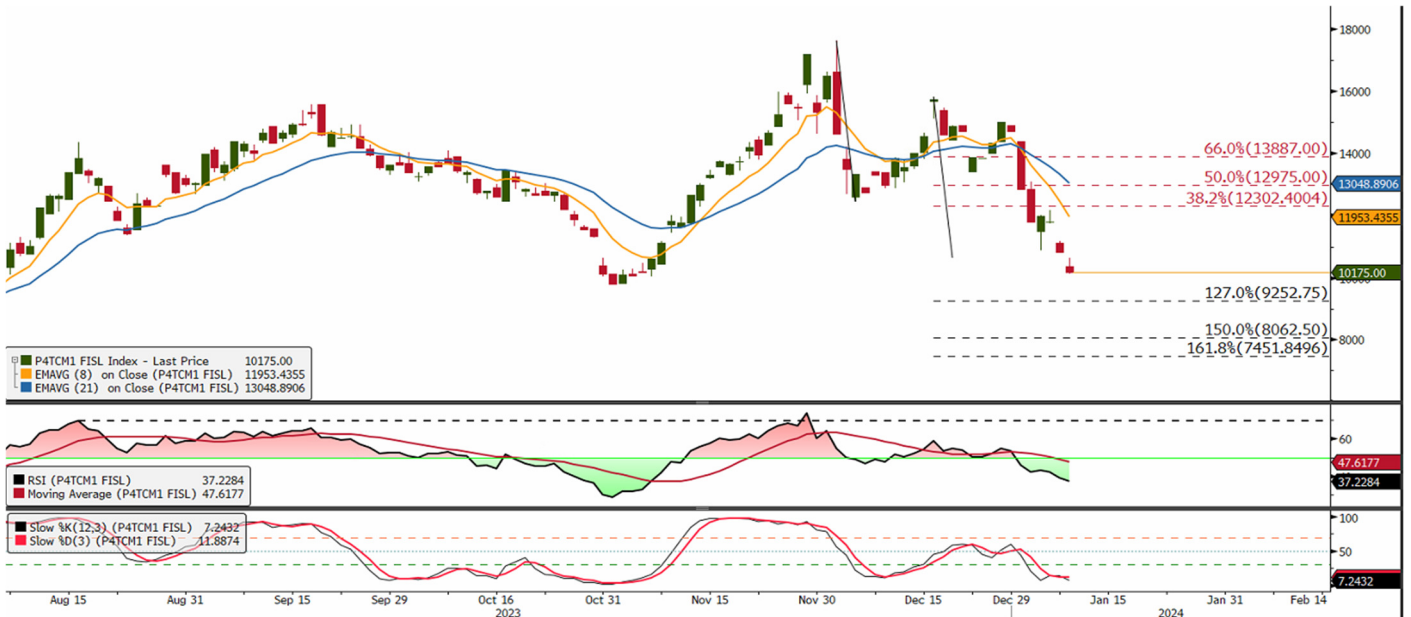 18000
16000
14000
12000
10000
8000
66.0%(13887.00)
50.0%(12975.00)
38.2%(12302.4004)
13048.8906
11953.4355
10175.00
127.0%(9252.75)
150.0%(8062.50)
161.8%(7451.8496)
P4TCM1 FISL Index - Last Price 10175.00
EMAVG (8) on Close (P4TCM1 FISL) 11953.4355
EMAVG (21) on Close (P4TCM1 FISL) 13048.8906
60
47.6177
37.2284
RSI (P4TCM1 FISL) 37.2284
Moving Average (P4TCM1 FISL) 47.6177
Slow %K(12,3) (P4TCM1 FISL) 7.2432
Slow %D(3) (P4TCM1 FISL) 11.8874
100
50
7.2432
Aug 15 Aug 31 Sep 15 Sep 29 Oct 16 Oct 31 Nov 15 Nov 30 Dec 15 Dec 29 Jan 15 Jan 31 Feb 14
2023 2024